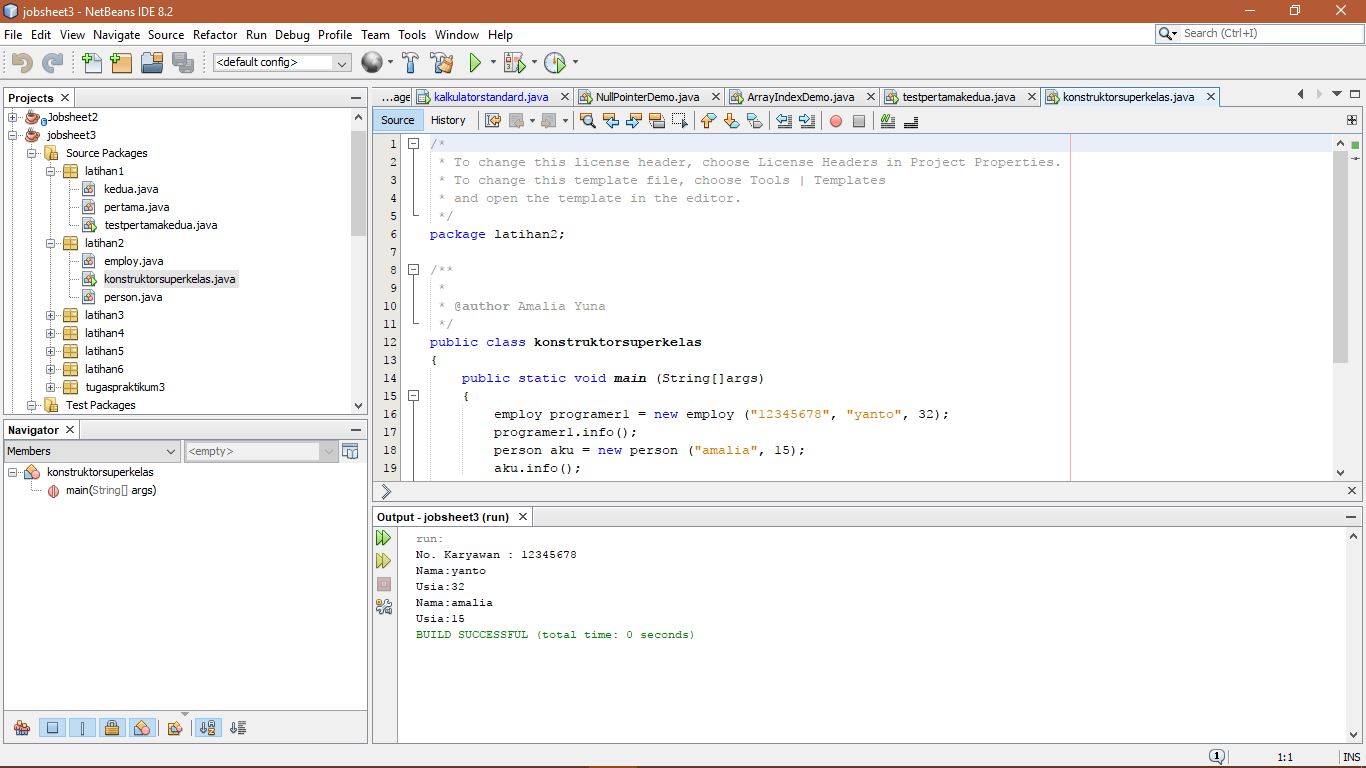 jobsheet3 - NetBeans IDE 8.2
File Edit View Navigate Source Refactor Run Debug Profile Team Tools Window Help
Search (Ctrl+I)
<default config>
Projects
Jobsheet2
jobsheet3
Source Packages
latihan1
kedua.java
pertama.java
testpertamakedua.java
latihan2
employ.java
konstruktorsuperkelas.java
person.java
latihan3
latihan4
latihan5
latihan6
tugaspraktikum3
Test Packages
Navigator
Members
<empty>
konstruktorsuperkelas
main(String[] args)
...age kalkulatorstandard.java NullPointerDemo.java ArrayIndexDemo.java testpertamakedua.java konstruktorsuperkelas.java
Source History
1 /*
2 * To change this license header, choose License Headers in Project Properties.
3 * To change this template file, choose Tools | Templates
4 * and open the template in the editor.
5 */
6 package latihan2;
7
8 /**
9 *
10 * @author Amalia Yuna
11 */
12 public class konstruktorsuperkelas
13 {
14 public static void main (String[]args)
15 {
16 employ programer1 = new employ ("12345678", "yanto", 32);
17 programer1.info();
18 person aku = new person ("amalia", 15);
19 aku.info();
Output - jobsheet3 (run)
run:
No. Karyawan : 12345678
Nama:yanto
Usia:32
Nama:amalia
Usia:15
BUILD SUCCESSFUL (total time: 0 seconds)
1 1:1 INS